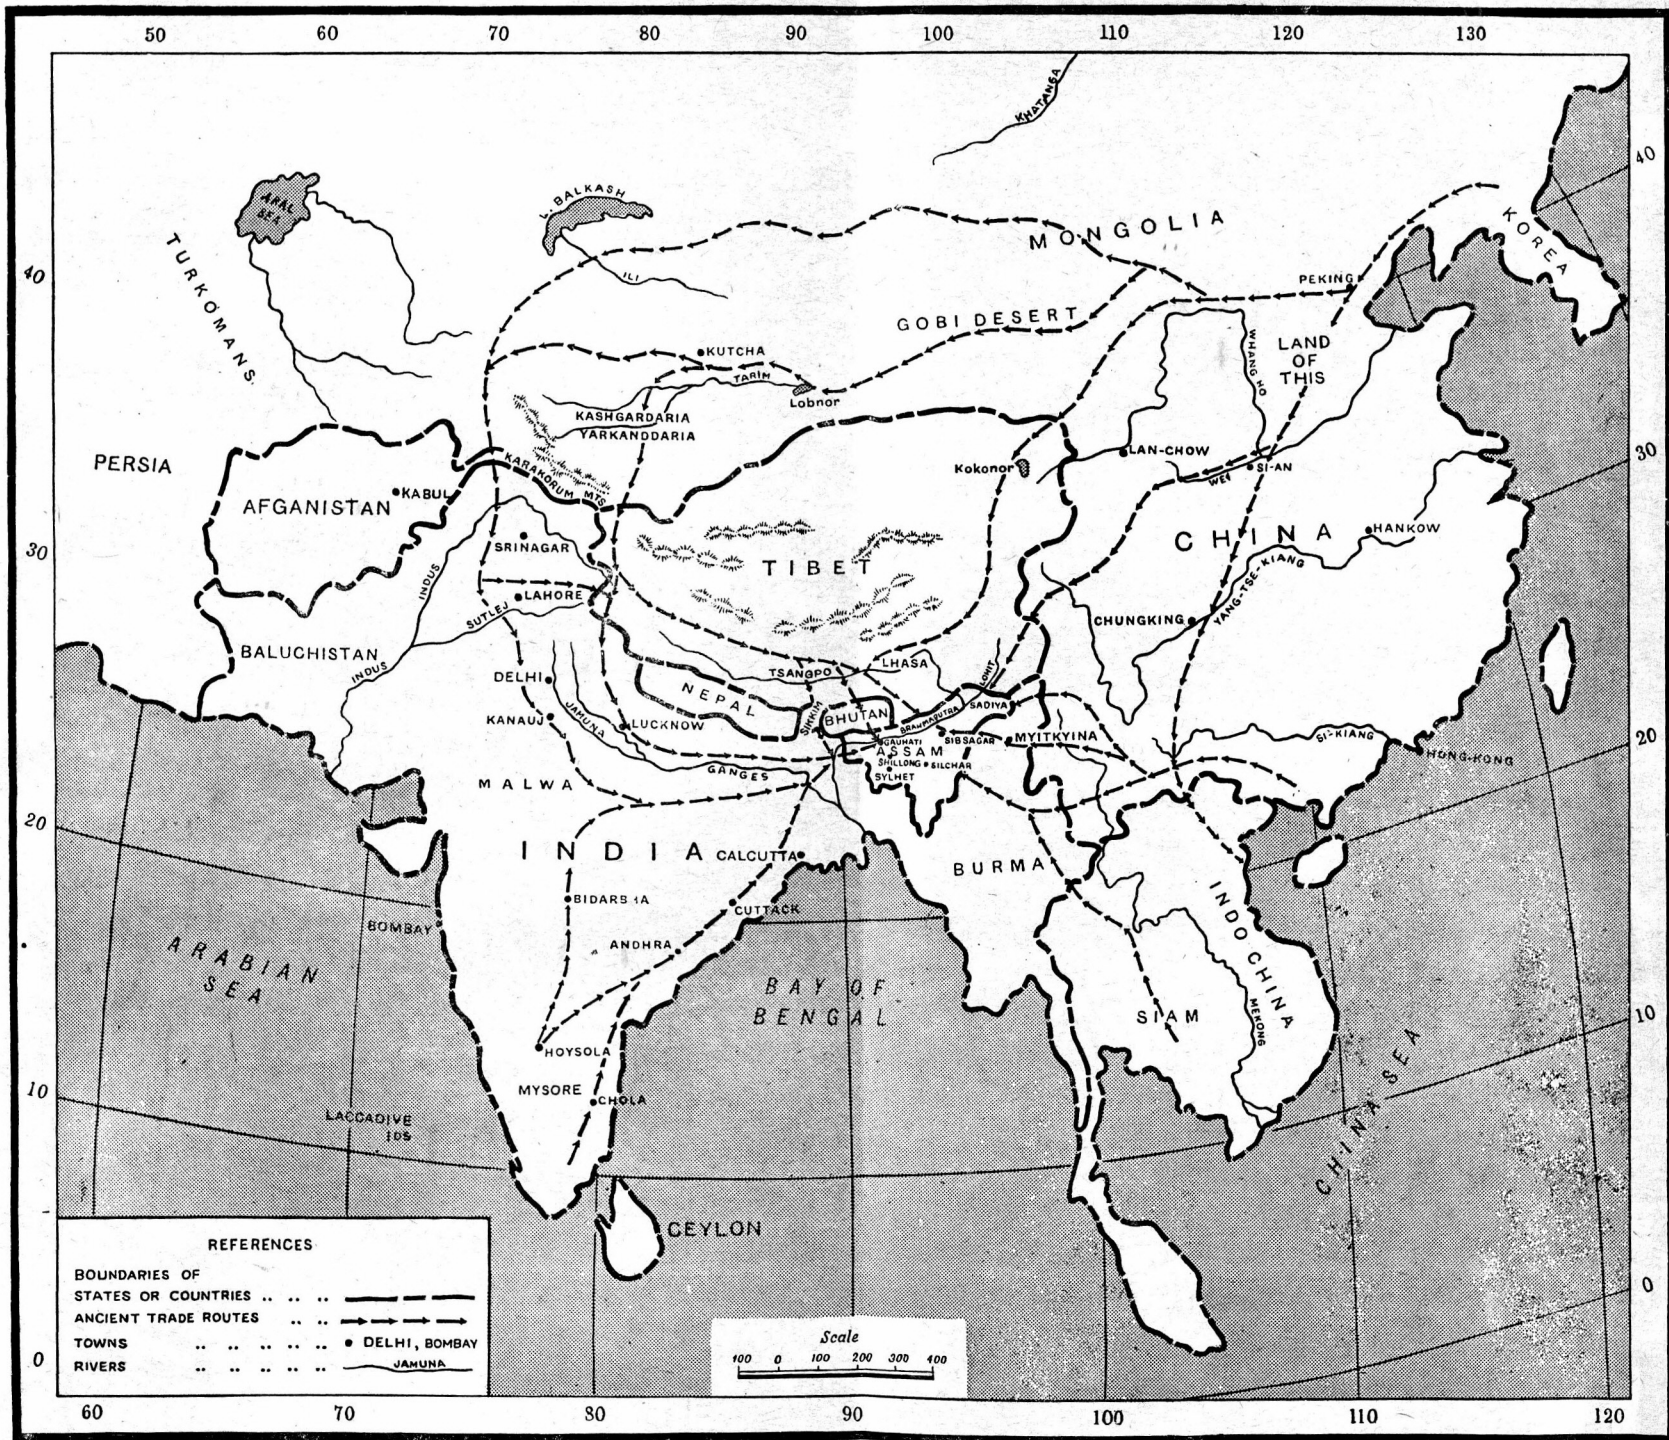 50 60 70 80 90 100 110 120 130
KHATANGA
40
ARAL
SEA
L. BALKASH
ILI
TURKOMANS
MONGOLIA
KOREA
40
PEKING
GOBI DESERT
LAND
OF
THIS
WHANG HO
KUTCHA
TARIM
Lobnor
KASHGARDARIA
YARKANDDARIA
PERSIA
KARAKORUM MTS
Kokonor
LAN-CHOW
SI-AN
WEI
30
AFGANISTAN
KABUL
CHINA
HANKOW
30
SRINAGAR
TIBET
INDUS
LAHORE
SUTLEJ
CHUNGKING
YANG-TSE-KIANG
BALUCHISTAN
INDUS
DELHI
NEPAL
TSANGPO
LHASA
LOHIT
KANAUJ
JAMUNA
LUCKNOW
SIKKIM
BHUTAN
BRAHMAPUTRA
SADIYA
GAUHATI
SIBSAGAR
MYITKYINA
SI-KIANG
20
HONG-KONG
ASSAM
SHILLONG
SILCHAR
SYLHET
MALWA
GANGES
20
INDIA
CALCUTTA
BURMA
BIDARBHA
CUTTACK
INDO CHINA
BOMBAY
ANDHRA
ARABIAN
SEA
BAY OF
BENGAL
SIAM
MEKONG
10
HOYSOLA
MYSORE
CHOLA
10
LACCADIVE
IDS
CHINA SEA
CEYLON
0
REFERENCES
BOUNDARIES OF
STATES OR COUNTRIES .. .. ..
ANCIENT TRADE ROUTES .. ..
TOWNS .. .. .. .. .. • DELHI, BOMBAY
RIVERS .. .. .. .. .. JAMUNA
0
Scale
100 0 100 200 300 400
60 70 80 90 100 110 120